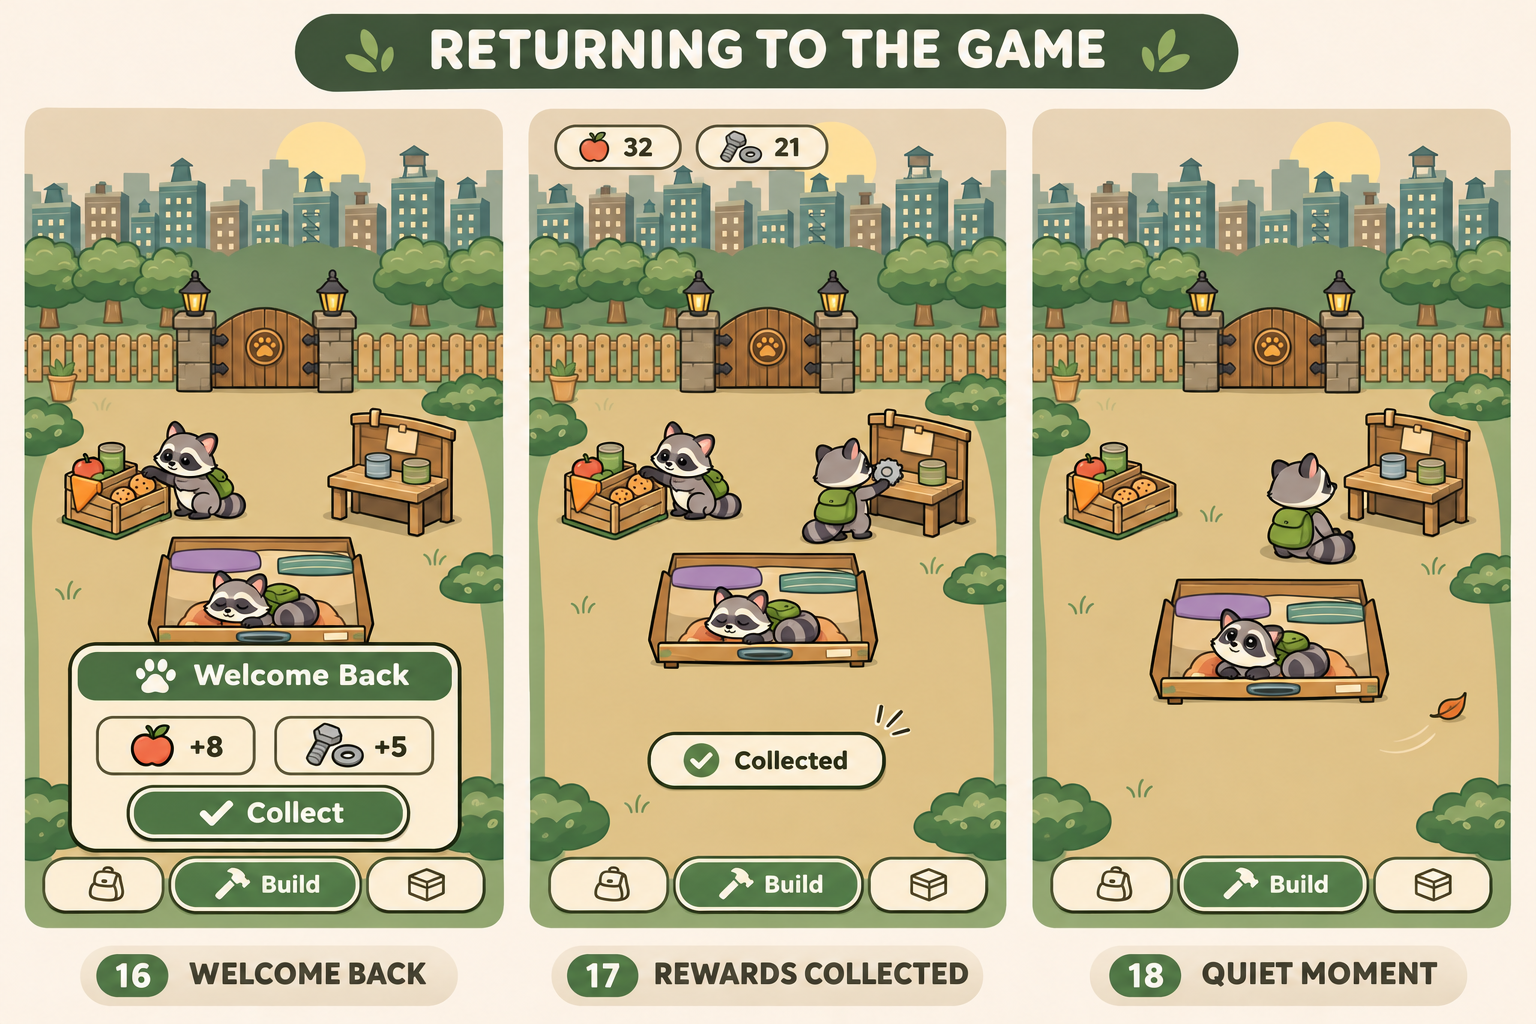 RETURNING TO THE GAME
Welcome Back
+8
+5
Collect
Build
16 WELCOME BACK
32
21
Collected
Build
17 REWARDS COLLECTED
Build
18 QUIET MOMENT